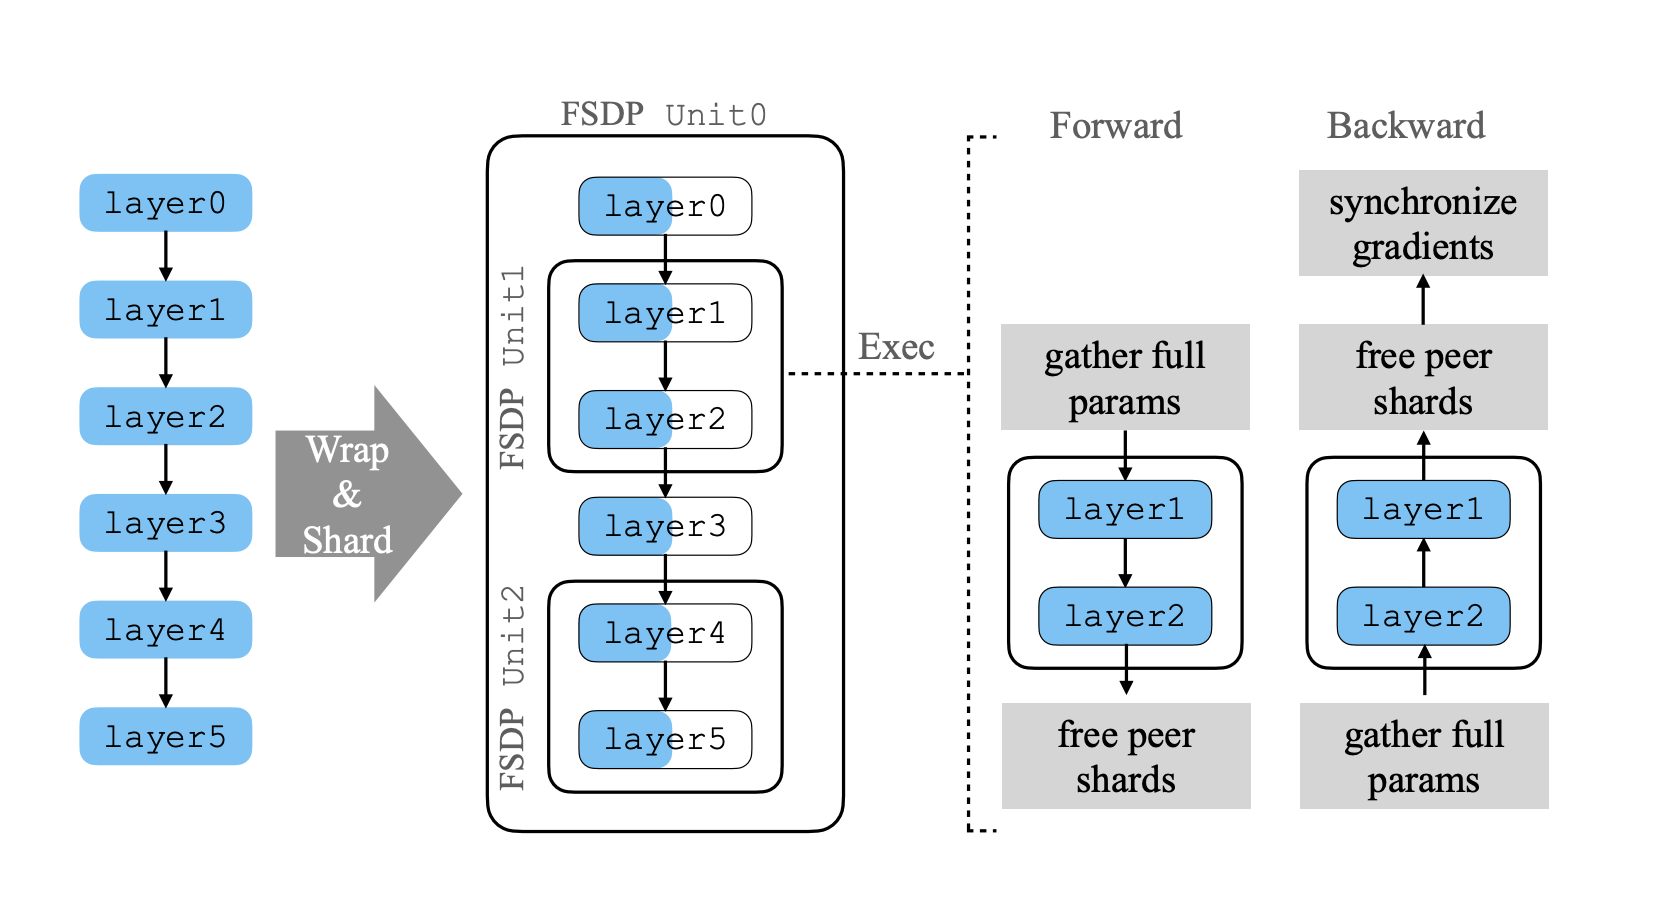 layer0
layer1
layer2
layer3
layer4
layer5
Wrap
&
Shard
FSDP Unit0
layer0
FSDP Unit1
layer1
layer2
layer3
FSDP Unit2
layer4
layer5
Exec
Forward
gather full
params
layer1
layer2
free peer
shards
Backward
synchronize
gradients
free peer
shards
layer1
layer2
gather full
params